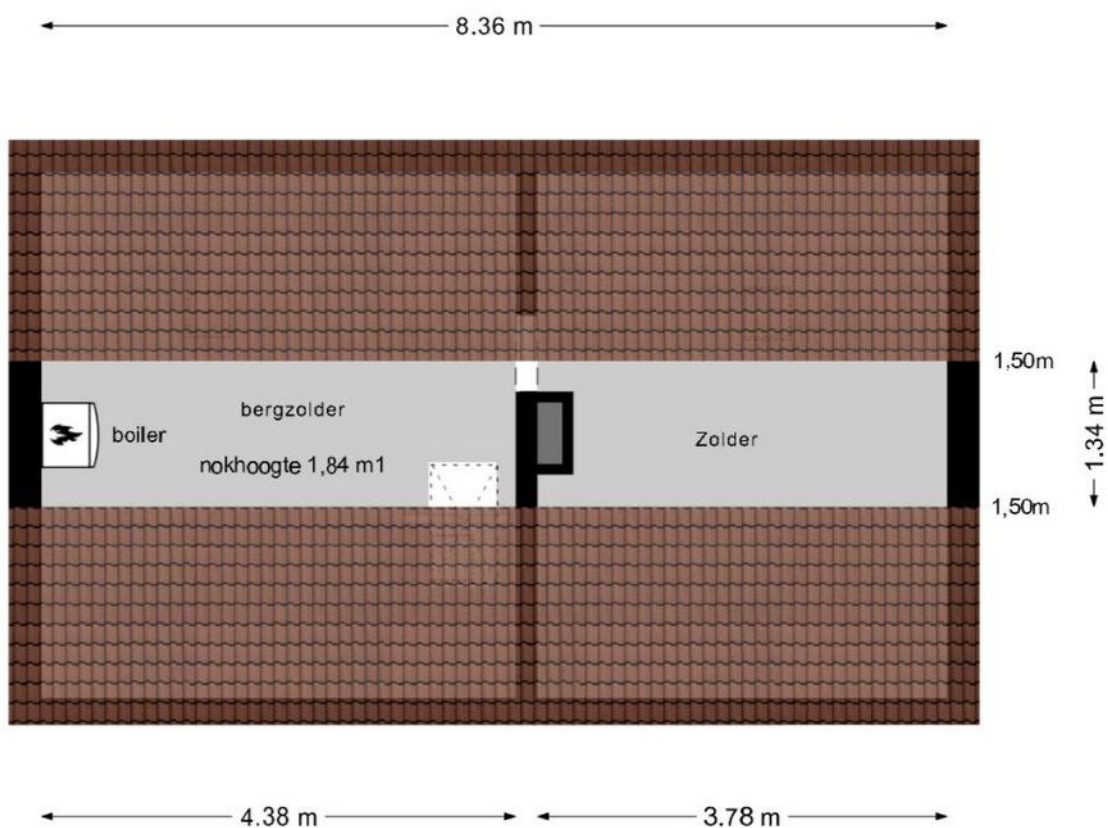 8.36 m
1,50m
bergzolder
boiler
Zolder
1.34 m
nokhoogte 1,84 m1
1,50m
4.38 m
3.78 m